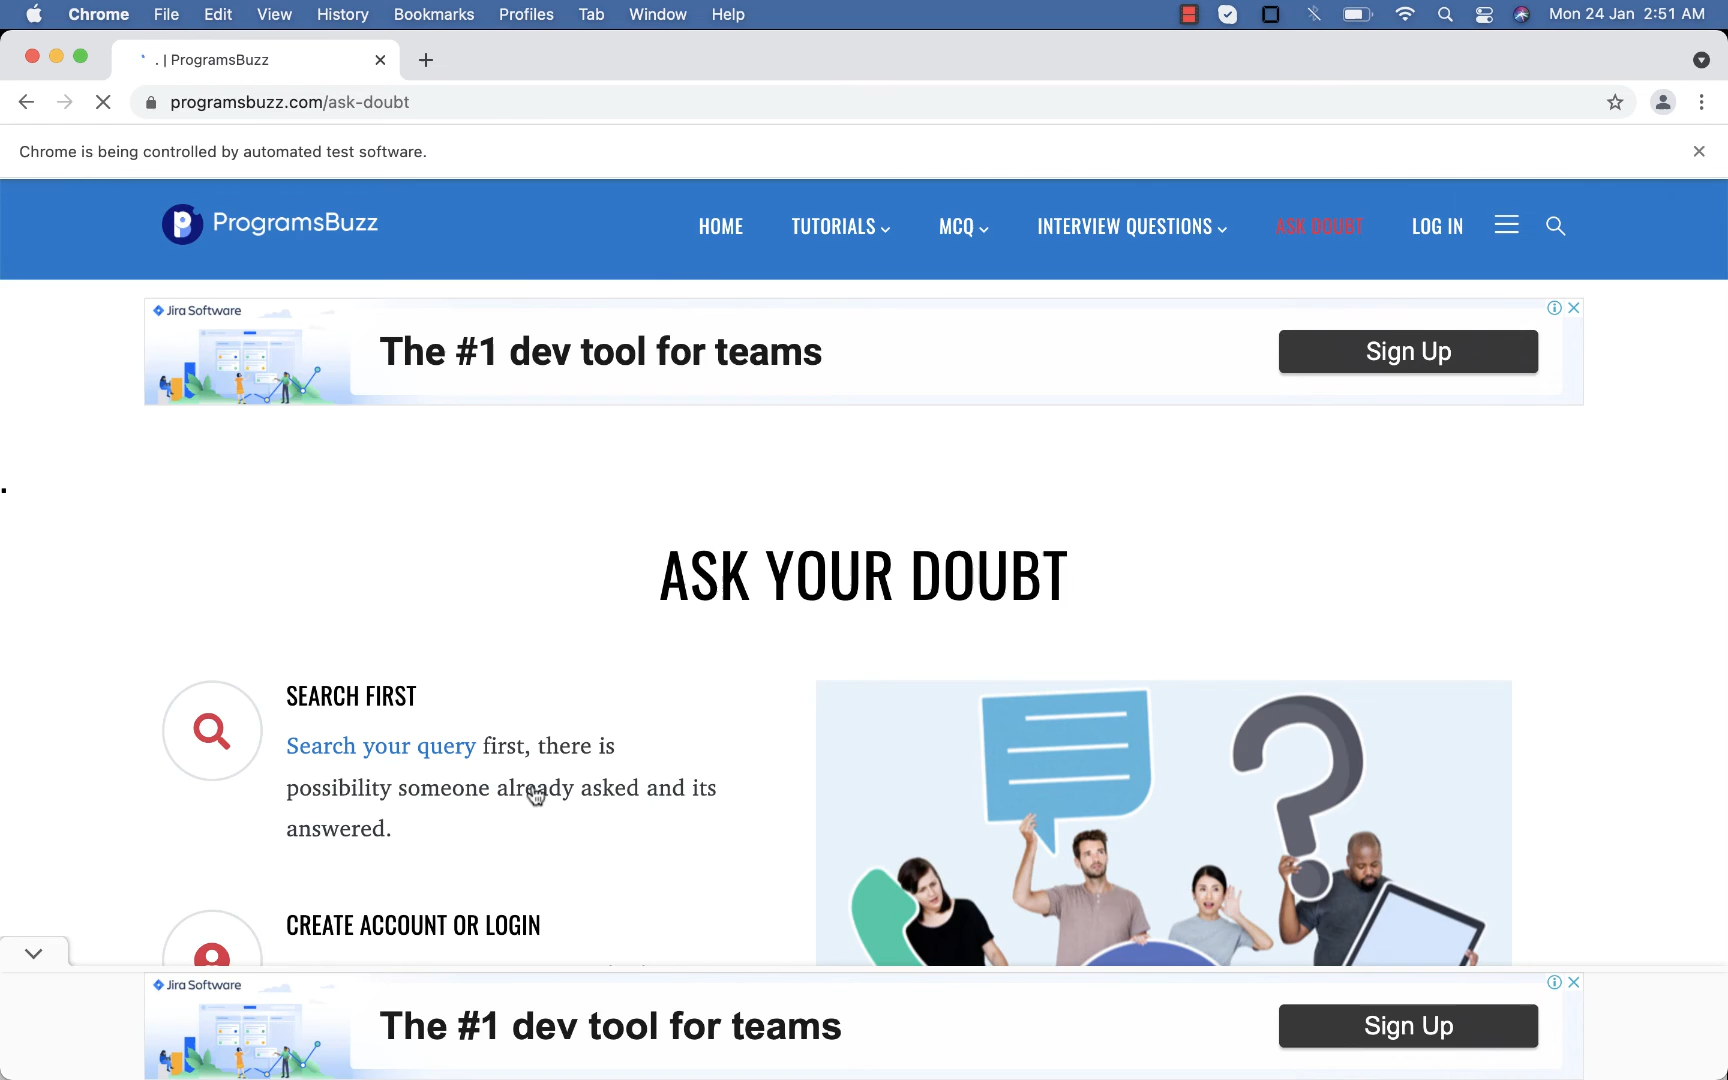 Chrome File Edit View History Bookmarks Profiles Tab Window Help Mon 24 Jan 2:51 AM
. | ProgramsBuzz
programsbuzz.com/ask-doubt
Chrome is being controlled by automated test software.
ProgramsBuzz HOME TUTORIALS MCQ INTERVIEW QUESTIONS ASK DOUBT LOG IN
Jira Software
The #1 dev tool for teams
Sign Up
.
ASK YOUR DOUBT
SEARCH FIRST
Search your query first, there is
possibility someone already asked and its
answered.
CREATE ACCOUNT OR LOGIN
Jira Software
The #1 dev tool for teams
Sign Up